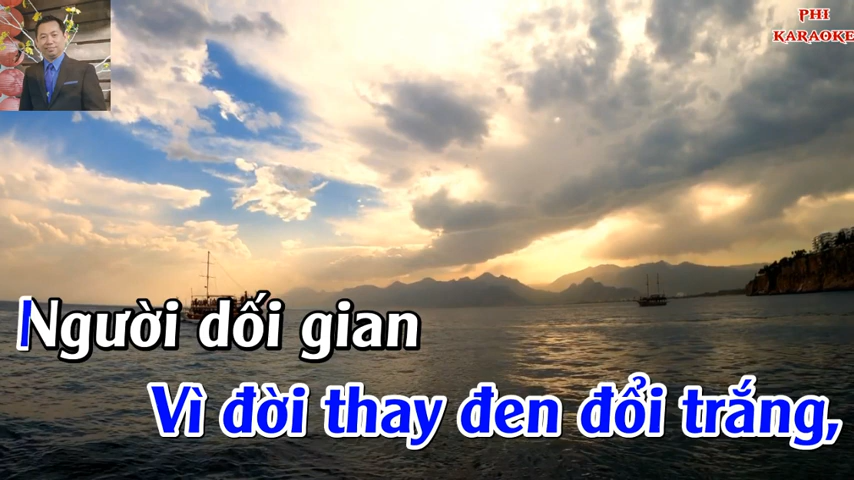 PHI
KARAOKE
Người dối gian
Vì đời thay đen đổi trắng,